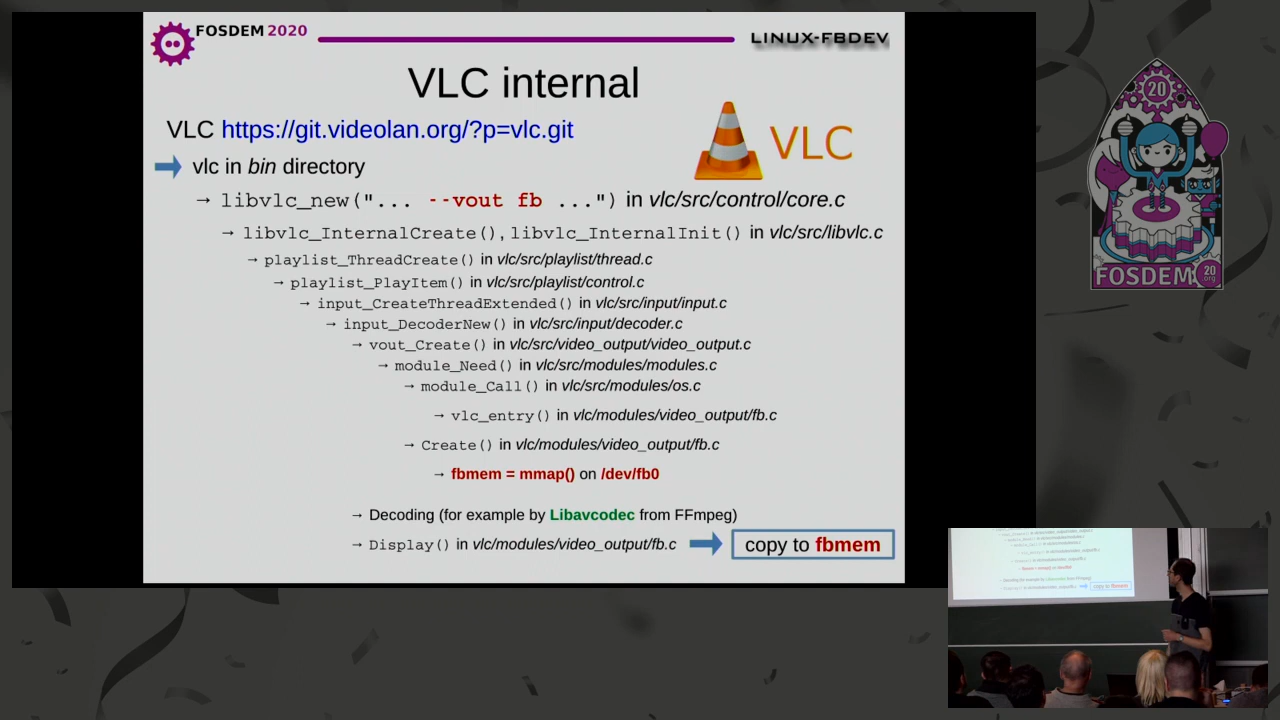 FOSDEM 2020
LINUX-FBDEV
VLC internal
VLC https://git.videolan.org/?p=vlc.git
VLC
vlc in bin directory
→ libvlc_new("... --vout fb ...") in vlc/src/control/core.c
→ libvlc_InternalCreate(), libvlc_InternalInit() in vlc/src/libvlc.c
→ playlist_ThreadCreate() in vlc/src/playlist/thread.c
→ playlist_PlayItem() in vlc/src/playlist/control.c
→ input_CreateThreadExtended() in vlc/src/input/input.c
→ input_DecoderNew() in vlc/src/input/decoder.c
→ vout_Create() in vlc/src/video_output/video_output.c
→ module_Need() in vlc/src/modules/modules.c
→ module_Call() in vlc/src/modules/os.c
→ vlc_entry() in vlc/modules/video_output/fb.c
→ Create() in vlc/modules/video_output/fb.c
→ fbmem = mmap() on /dev/fb0
→ Decoding (for example by Libavcodec from FFmpeg)
→ Display() in vlc/modules/video_output/fb.c
copy to fbmem
20
FOSDEM
20
.org
copy to fbmem